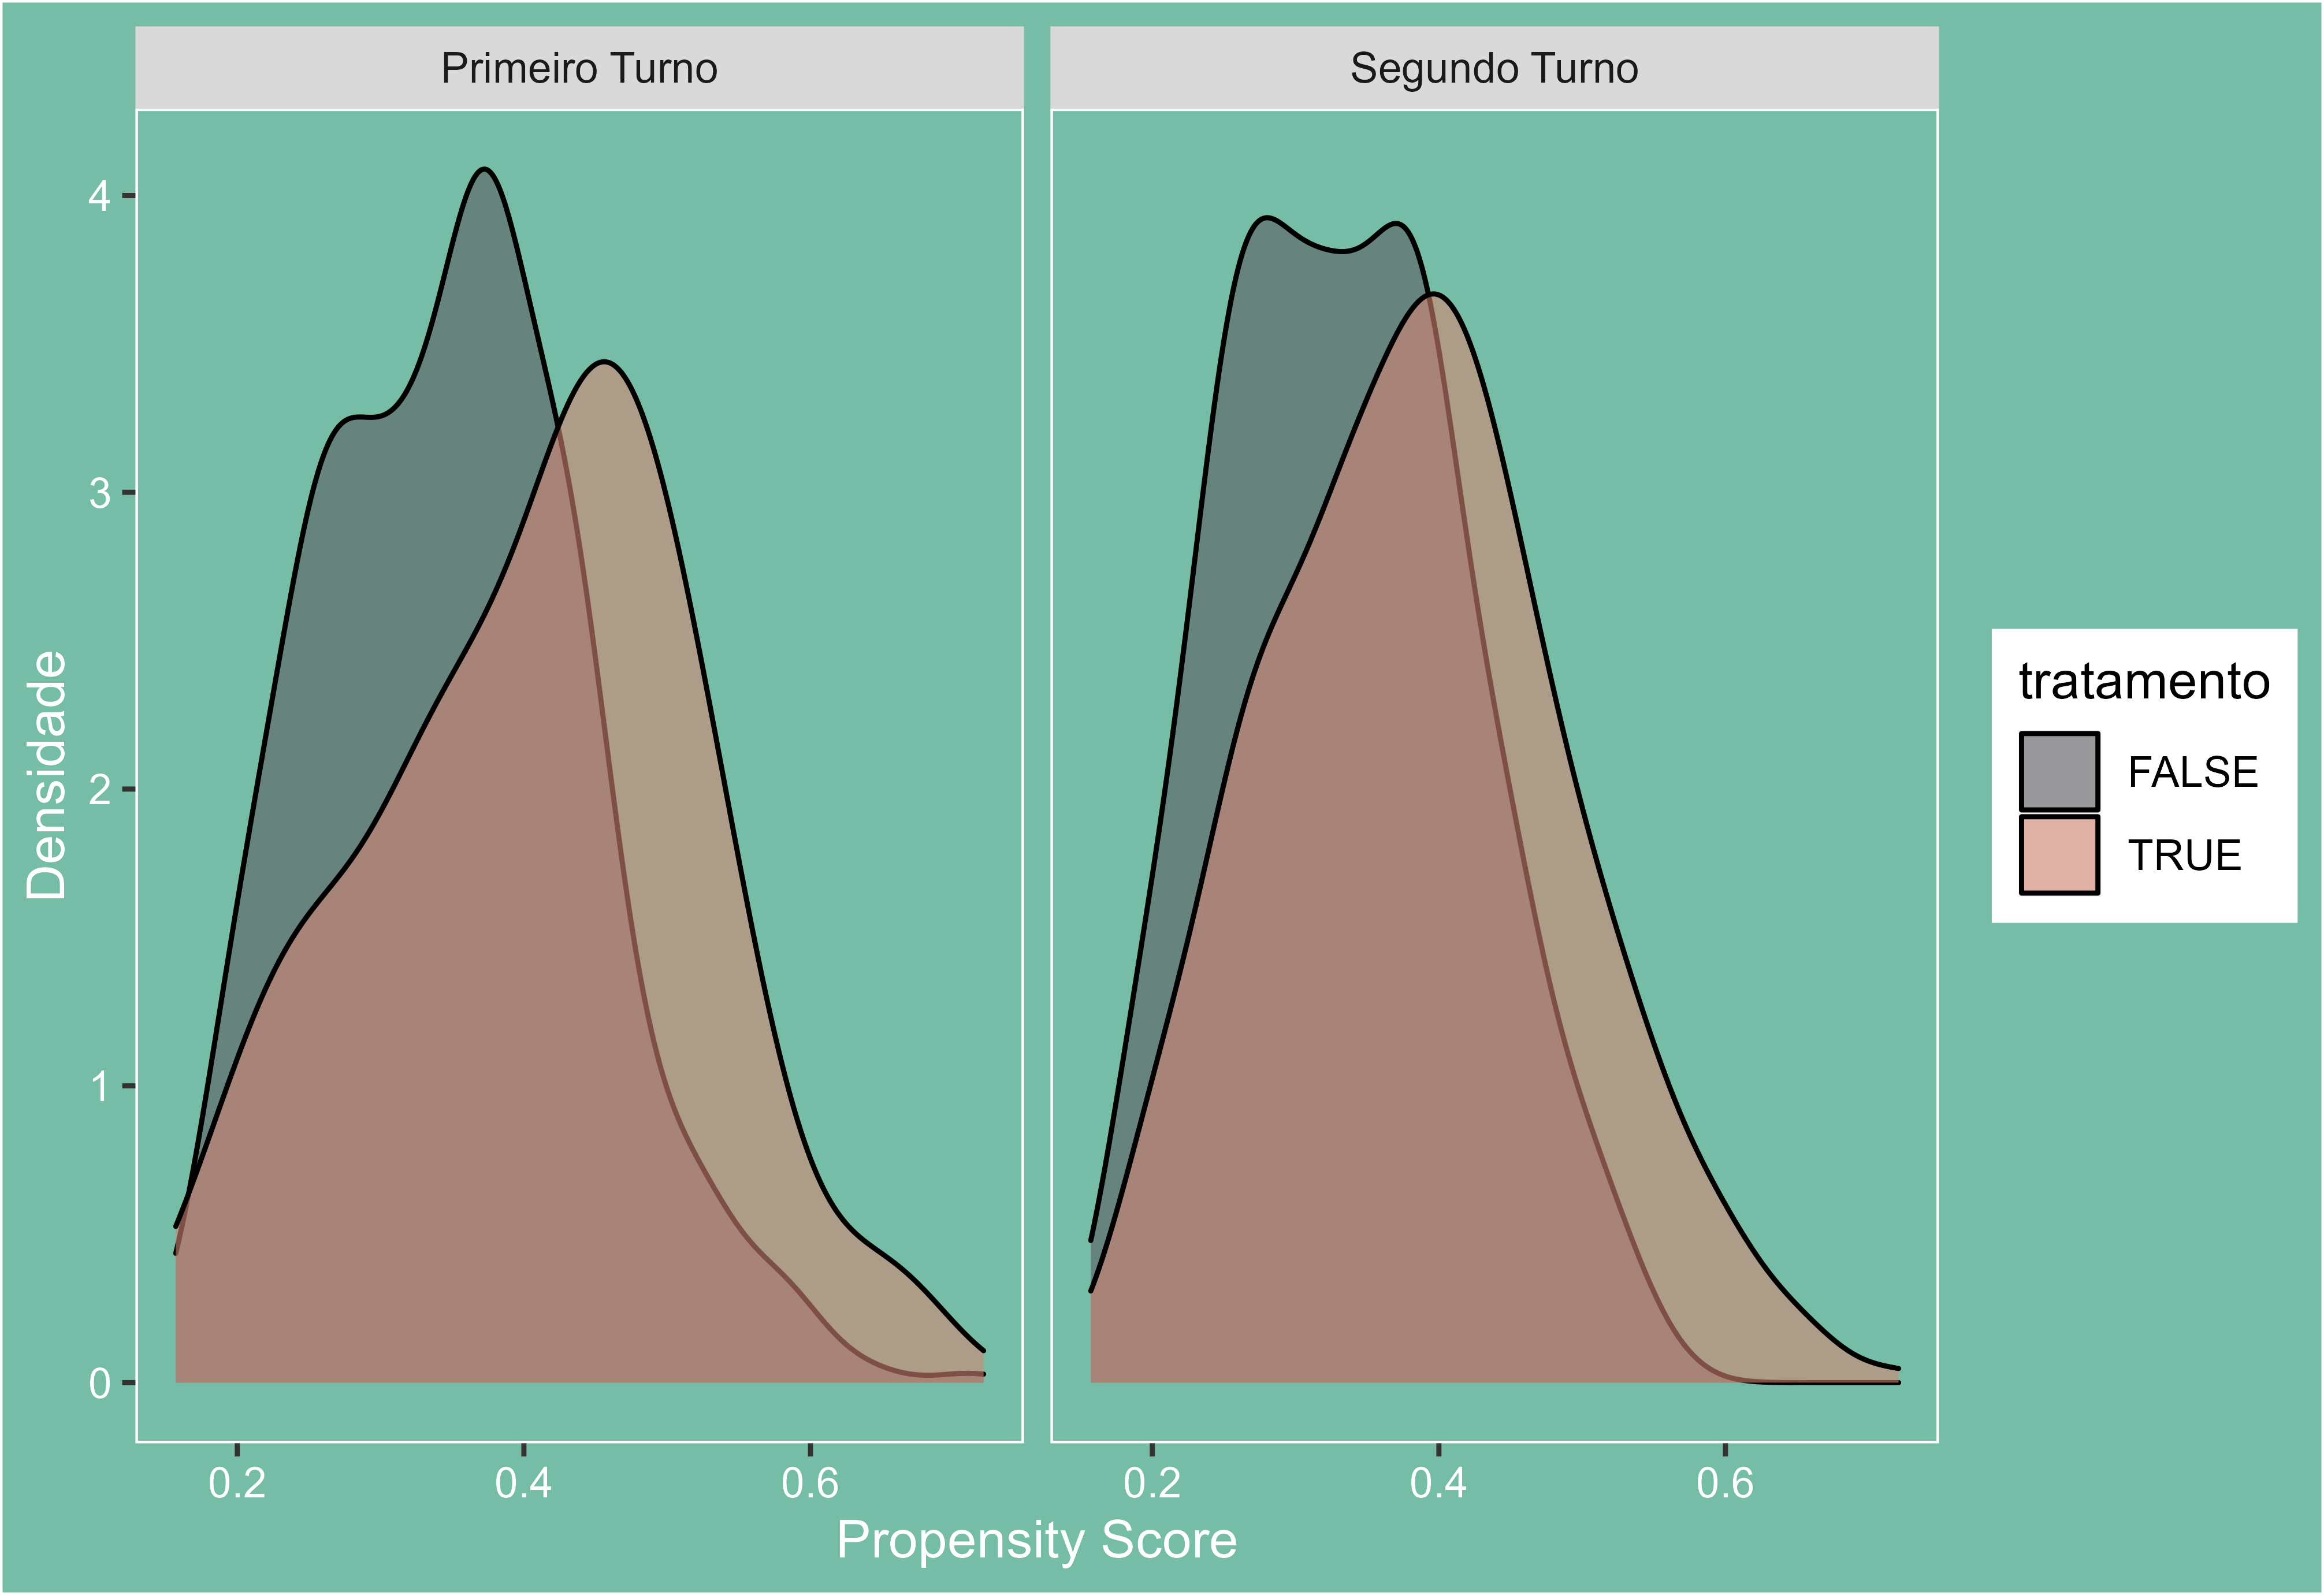 Primeiro Turno
Segundo Turno
Densidade
4
3
2
1
0
0.2 0.4 0.6
0.2 0.4 0.6
Propensity Score
tratamento
FALSE
TRUE